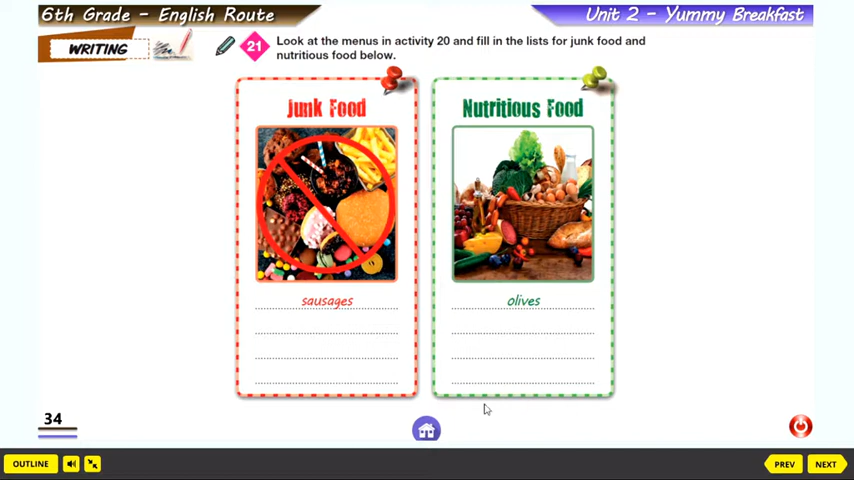 6th Grade - English Route
Unit 2 - Yummy Breakfast
WRITING
21
Look at the menus in activity 20 and fill in the lists for junk food and
nutritious food below.
Junk Food
Nutritious Food
sausages
olives
34
OUTLINE
PREV
NEXT